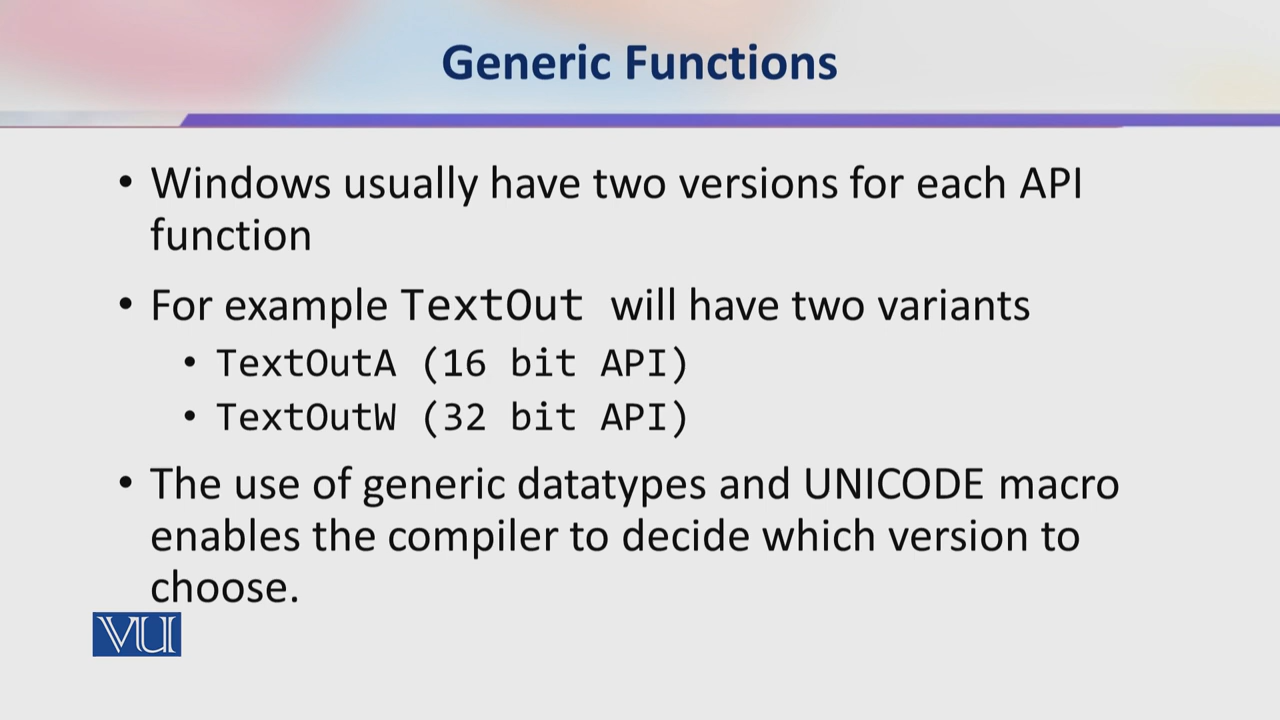 Generic Functions
• Windows usually have two versions for each API
function
• For example TextOut will have two variants
• TextOutA (16 bit API)
• TextOutW (32 bit API)
• The use of generic datatypes and UNICODE macro
enables the compiler to decide which version to
choose.
VU